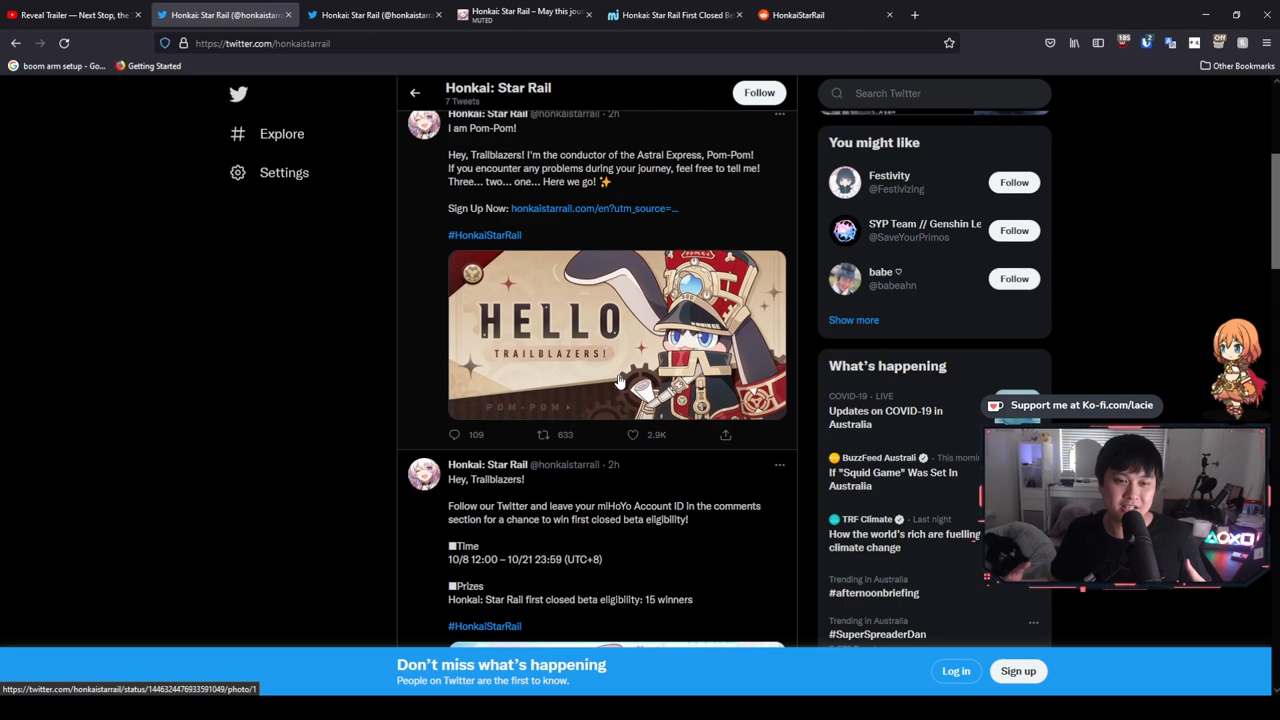 Reveal Trailer — Next Stop, the
Honkai: Star Rail (@honkaistarra
Honkai: Star Rail (@honkaistarra
Honkai: Star Rail – May this jou
MUTED
Honkai: Star Rail First Closed Be
HonkaiStarRail
https://twitter.com/honkaistarrail
185
2
Off
boom arm setup - Go...
Getting Started
Other Bookmarks
Explore
Settings
Honkai: Star Rail
7 Tweets
Follow
Honkai: Star Rail @honkaistarrail · 2h
I am Pom-Pom!
Hey, Trailblazers! I'm the conductor of the Astral Express, Pom-Pom!
If you encounter any problems during your journey, feel free to tell me!
Three... two... one... Here we go! ✨
Sign Up Now: honkaistarrail.com/en?utm_source=...
#HonkaiStarRail
HELLO
TRAILBLAZERS!
POM-POM
109
633
2.9K
Honkai: Star Rail @honkaistarrail · 2h
Hey, Trailblazers!
Follow our Twitter and leave your miHoYo Account ID in the comments
section for a chance to win first closed beta eligibility!
■Time
10/8 12:00 – 10/21 23:59 (UTC+8)
■Prizes
Honkai: Star Rail first closed beta eligibility: 15 winners
#HonkaiStarRail
Search Twitter
You might like
Festivity
@Festivizing
Follow
SYP Team // Genshin Le
@SaveYourPrimos
Follow
babe ♡
@babeahn
Follow
Show more
What's happening
COVID-19 · LIVE
Updates on COVID-19 in
Australia
BuzzFeed Australi · This mornin
If "Squid Game" Was Set In
Australia
TRF Climate · Last night
How the world's rich are fuelling
climate change
Trending in Australia
#afternoonbriefing
Trending in Australia
#SuperSpreaderDan
Support me at Ko-fi.com/lacie
Don't miss what's happening
People on Twitter are the first to know.
Log in
Sign up
https://twitter.com/honkaistarrail/status/1446324476933591049/photo/1